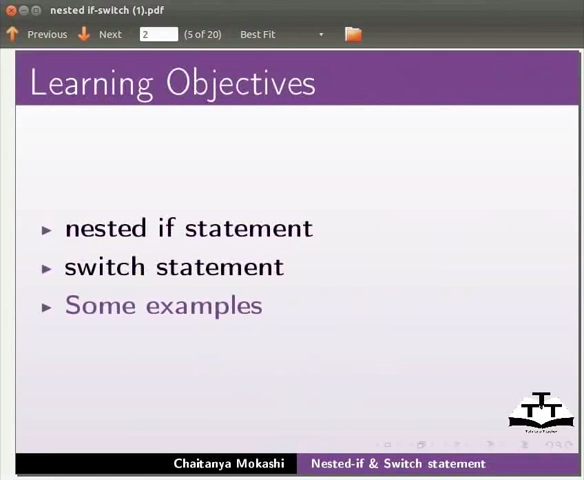 nested if-switch (1).pdf
Previous Next 2 (5 of 20) Best Fit
Learning Objectives
nested if statement
switch statement
Some examples
TTT
Chaitanya Mokashi Nested-if & Switch statement